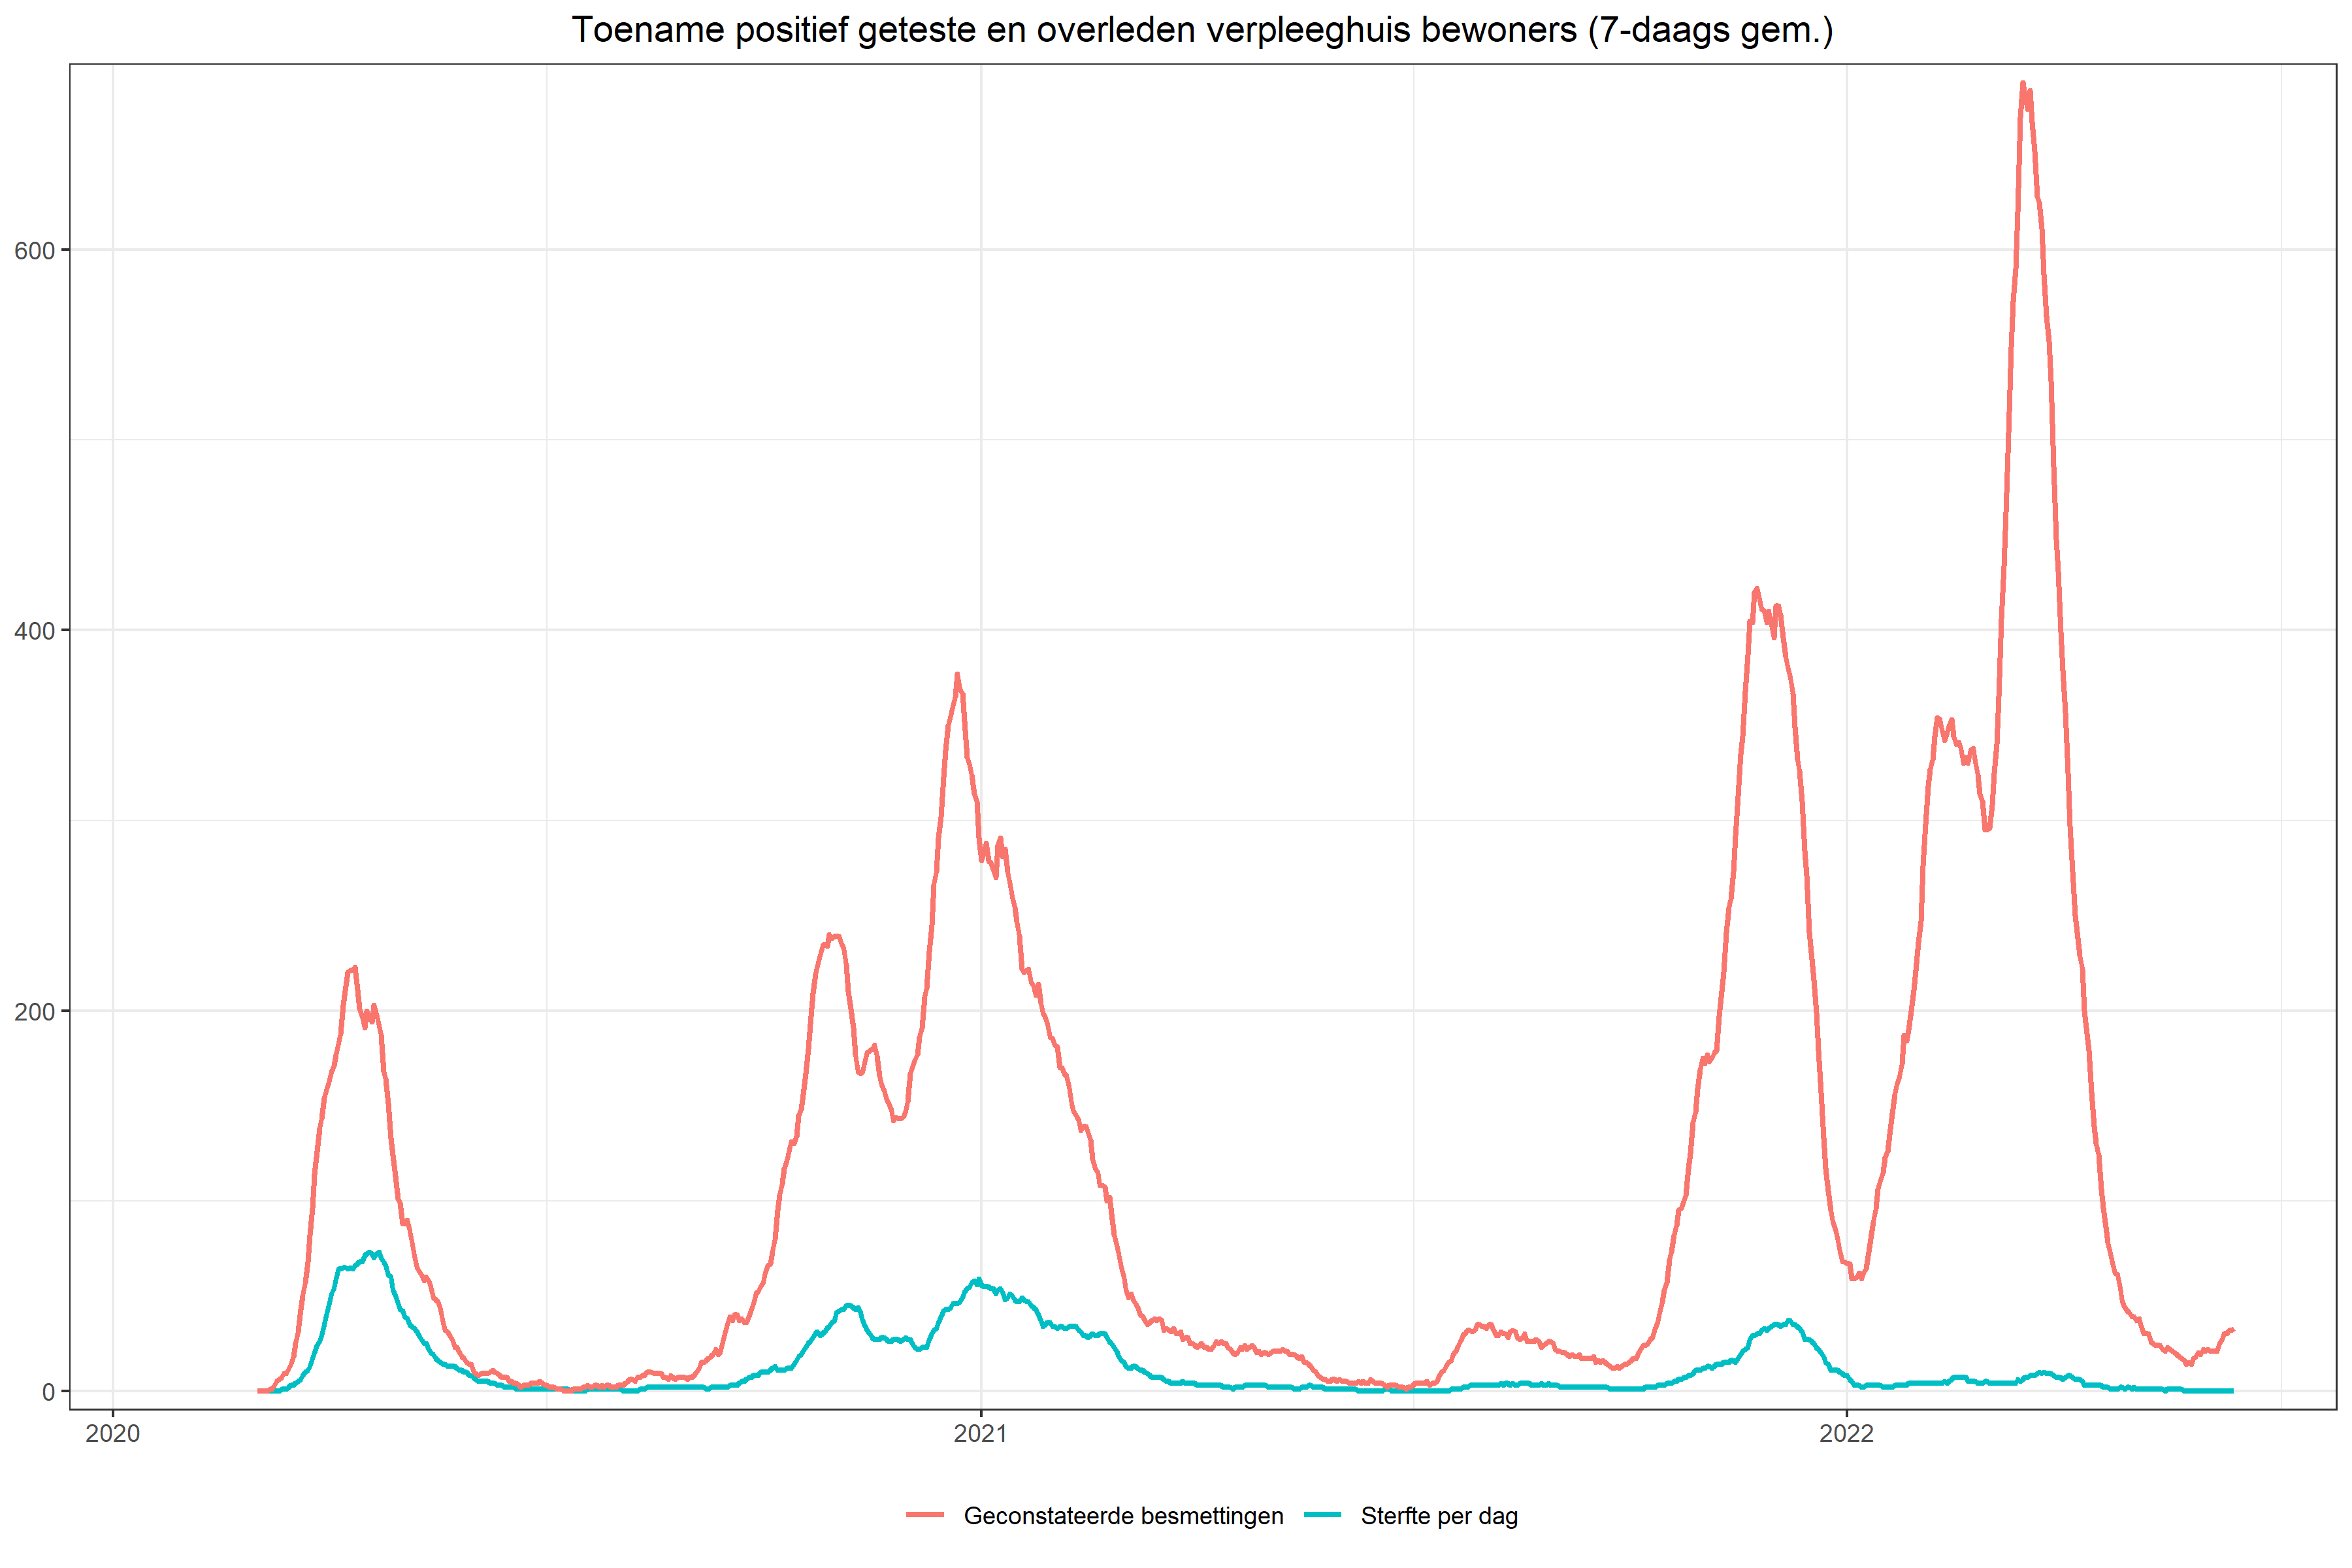 Toename positief geteste en overleden verpleeghuis bewoners (7-daags gem.)
600
400
200
0
2020 2021 2022
Geconstateerde besmettingen Sterfte per dag